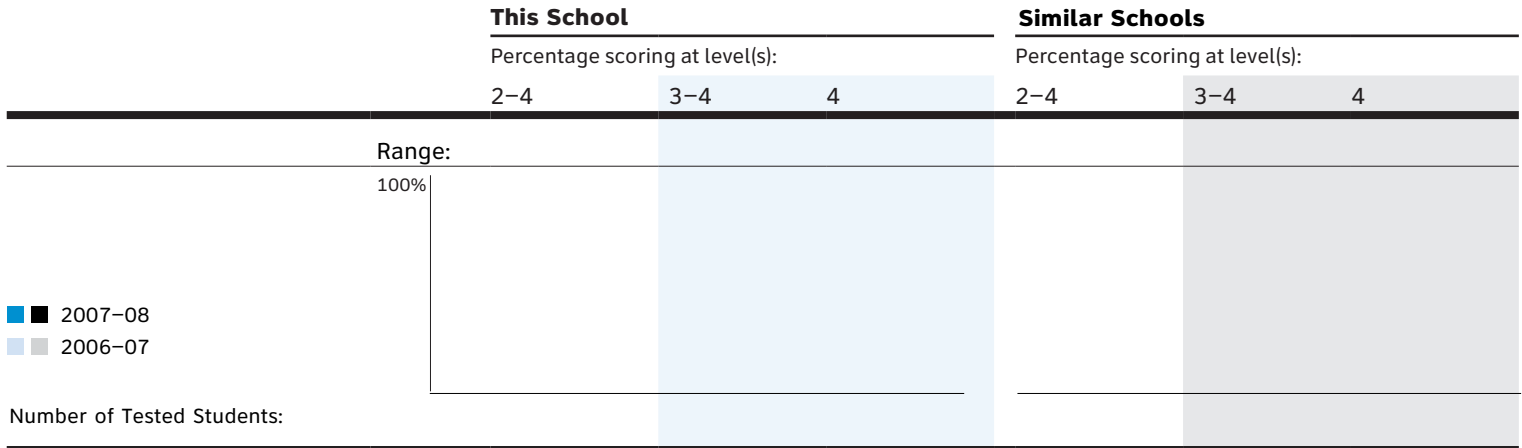 This School Similar Schools
Percentage scoring at level(s): Percentage scoring at level(s):
2–4 3–4 4 2–4 3–4 4
Range:
100%
2007–08
2006–07
Number of Tested Students: